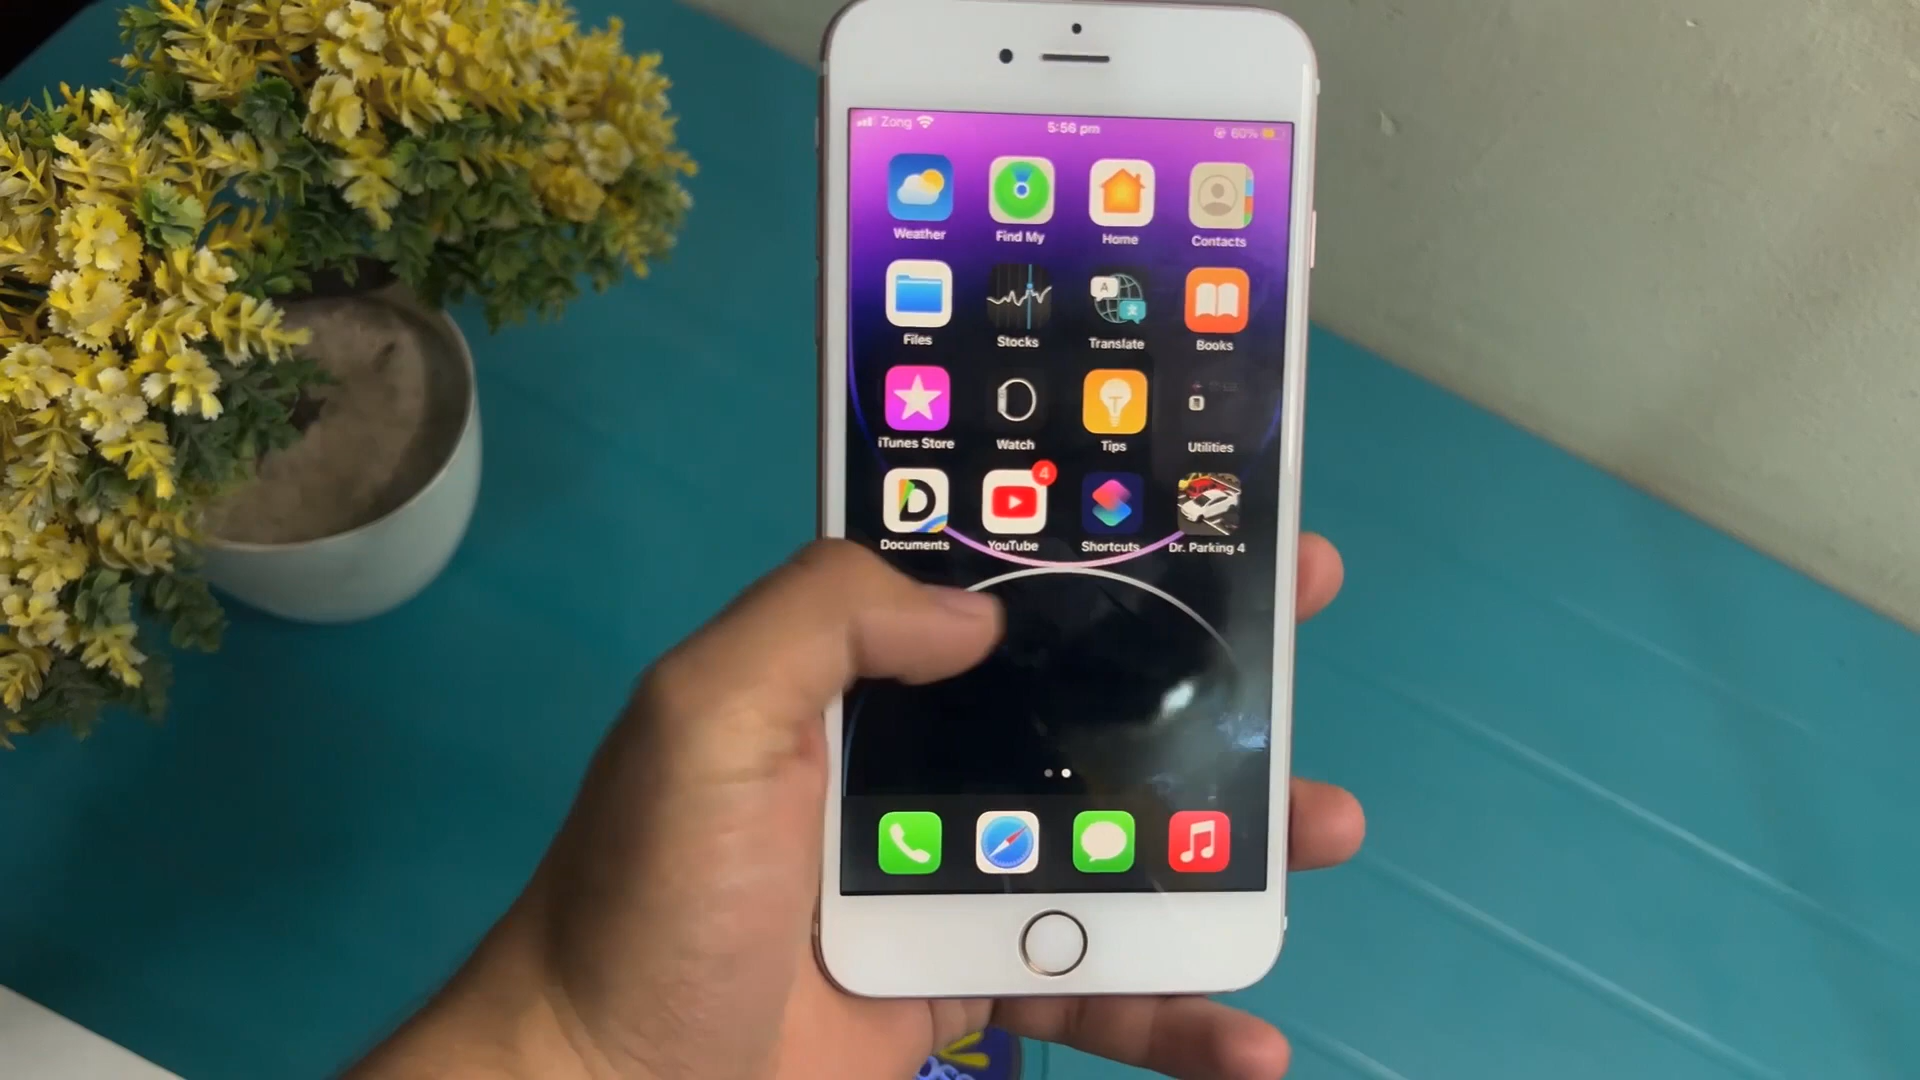 Zong 5:56 pm 60%
Weather Find My Home Contacts
Files Stocks Translate Books
iTunes Store Watch Tips Utilities
4
Documents YouTube Shortcuts Dr. Parking 4